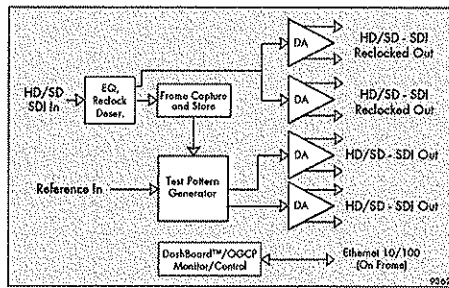 DA
HD/SD - SDI
Reclocked Out
HD/SD
SDI In
EQ,
Reclock
Deser.
Frame Capture
and Store
DA
HD/SD - SDI
Reclocked Out
DA
HD/SD - SDI Out
Reference In
Test Pattern
Generator
DA
HD/SD - SDI Out
DashBoard™/OGCP
Monitor/Control
Ethernet 10/100
(On Frame)
9362